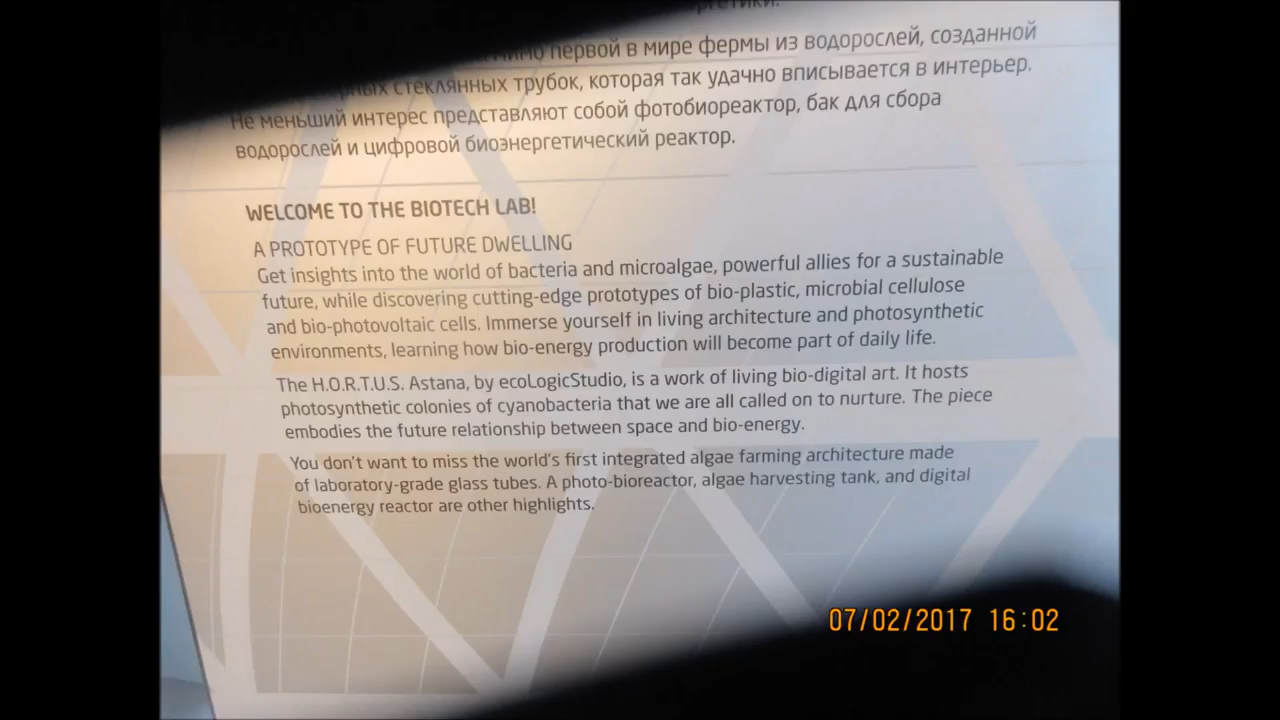 первой в мире фермы из водорослей, созданной
стеклянных трубок, которая так удачно вписывается в интерьер.
Не меньший интерес представляют собой фотобиореактор, бак для сбора
водорослей и цифровой биоэнергетический реактор.
WELCOME TO THE BIOTECH LAB!
A PROTOTYPE OF FUTURE DWELLING
Get insights into the world of bacteria and microalgae, powerful allies for a sustainable
future, while discovering cutting-edge prototypes of bio-plastic, microbial cellulose
and bio-photovoltaic cells. Immerse yourself in living architecture and photosynthetic
environments, learning how bio-energy production will become part of daily life.
The H.O.R.T.U.S. Astana, by ecoLogicStudio, is a work of living bio-digital art. It hosts
photosynthetic colonies of cyanobacteria that we are all called on to nurture. The piece
embodies the future relationship between space and bio-energy.
You don't want to miss the world's first integrated algae farming architecture made
of laboratory-grade glass tubes. A photo-bioreactor, algae harvesting tank, and digital
bioenergy reactor are other highlights.
07/02/2017 16:02